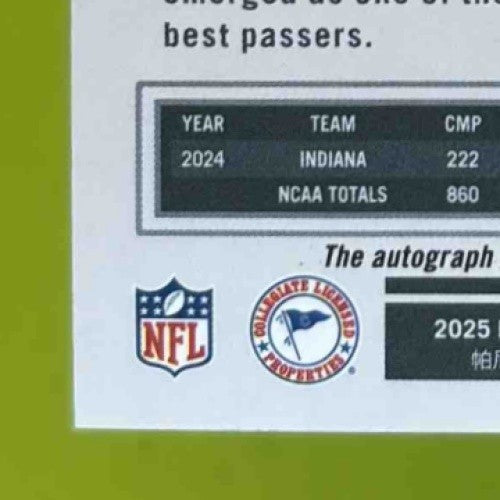 best passers.
YEAR TEAM CMP
2024 INDIANA 222
NCAA TOTALS 860
The autograph
NFL
COLLEGIATE LICENSED PROPERTIES ®
2025